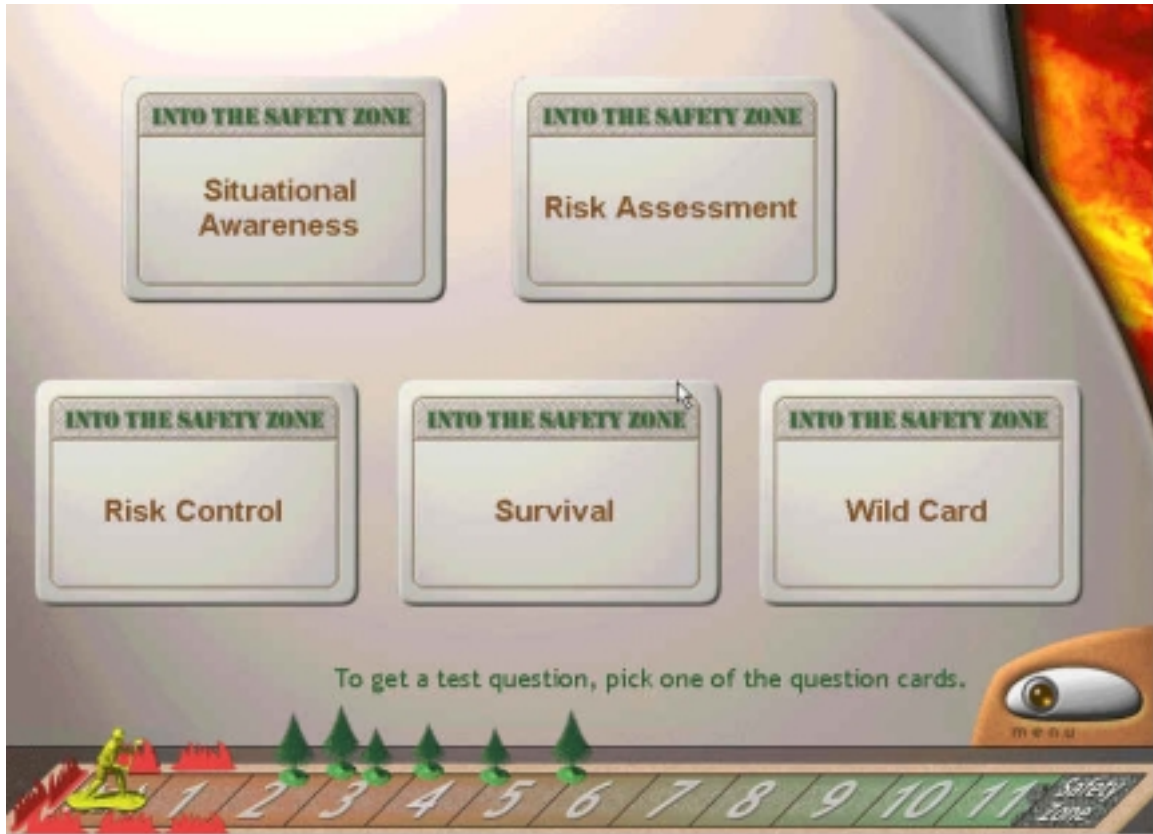 INTO THE SAFETY ZONE
Situational
Awareness
INTO THE SAFETY ZONE
Risk Assessment
INTO THE SAFETY ZONE
Risk Control
INTO THE SAFETY ZONE
Survival
INTO THE SAFETY ZONE
Wild Card
To get a test question, pick one of the question cards.
menu
1 2 3 4 5 6 7 8 9 10 11 Safety
Zone